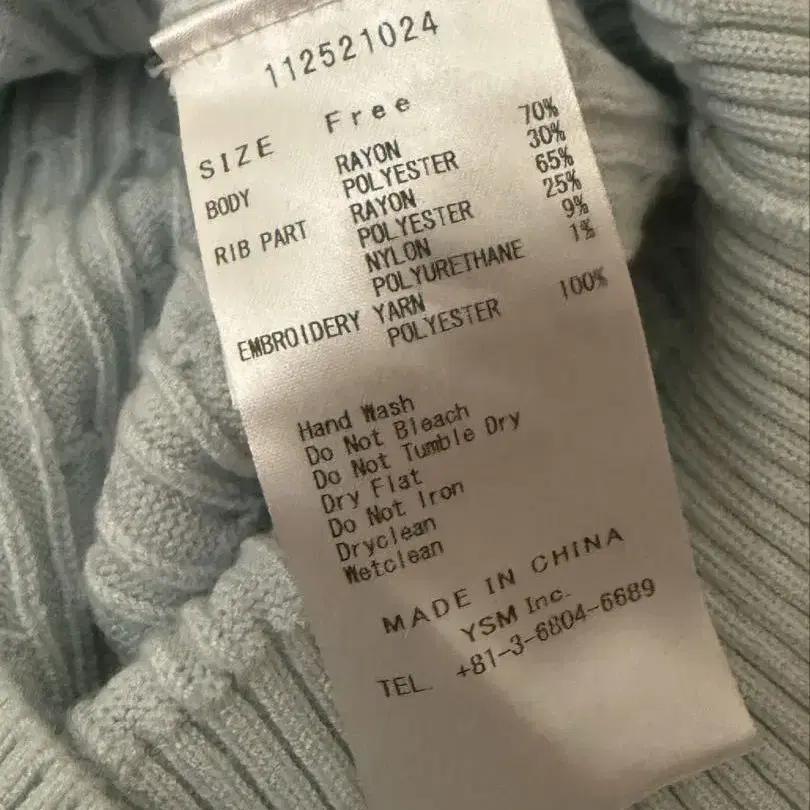 112521024
SIZE Free
BODY RAYON 70%
POLYESTER 30%
RIB PART RAYON 65%
POLYESTER 25%
NYLON 9%
POLYURETHANE 1%
EMBROIDERY YARN
POLYESTER 100%
Hand Wash
Do Not Bleach
Do Not Tumble Dry
Dry Flat
Do Not Iron
Dryclean
Wetclean
MADE IN CHINA
YSM Inc.
TEL. +81-3-6804-6689